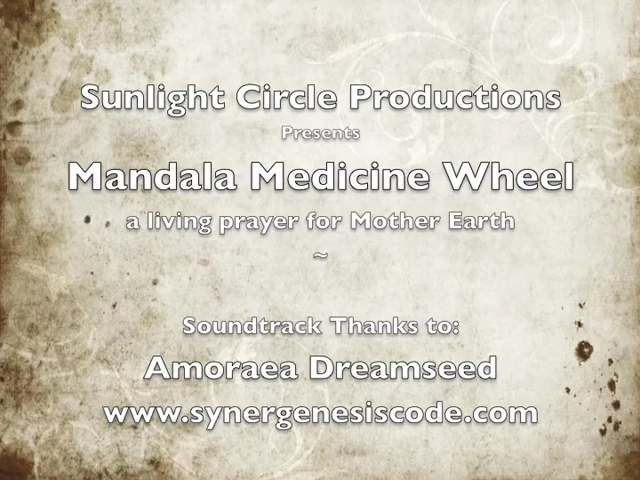 Sunlight Circle Productions
Presents
Mandala Medicine Wheel
a living prayer for Mother Earth
~
Soundtrack Thanks to:
Amoraea Dreamseed
www.synergenesiscode.com